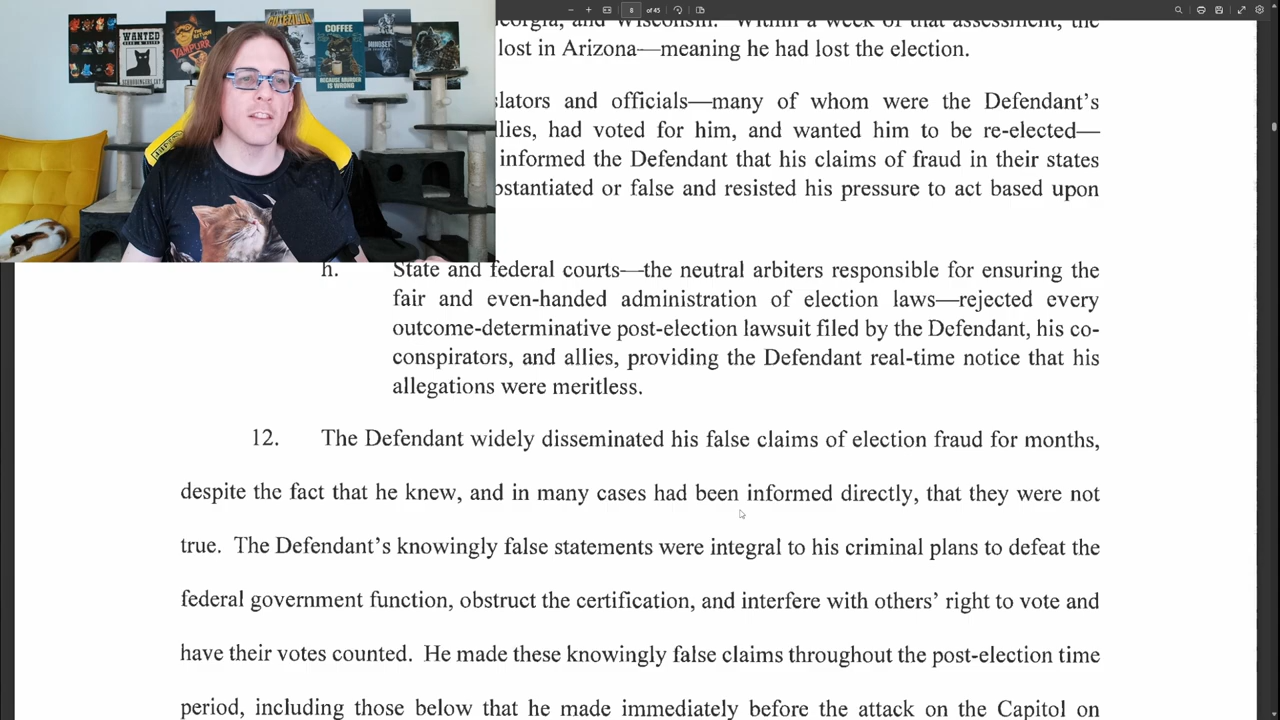 8 of 45
Georgia, and Wisconsin. Within a week of that assessment, the
lost in Arizona—meaning he had lost the election.
slators and officials—many of whom were the Defendant's
llies, had voted for him, and wanted him to be re-elected—
informed the Defendant that his claims of fraud in their states
bstantiated or false and resisted his pressure to act based upon
h. State and federal courts—the neutral arbiters responsible for ensuring the
fair and even-handed administration of election laws—rejected every
outcome-determinative post-election lawsuit filed by the Defendant, his co-
conspirators, and allies, providing the Defendant real-time notice that his
allegations were meritless.
12. The Defendant widely disseminated his false claims of election fraud for months,
despite the fact that he knew, and in many cases had been informed directly, that they were not
true. The Defendant's knowingly false statements were integral to his criminal plans to defeat the
federal government function, obstruct the certification, and interfere with others' right to vote and
have their votes counted. He made these knowingly false claims throughout the post-election time
period, including those below that he made immediately before the attack on the Capitol on
WANTED
VAMPURR
COFFEE
BECAUSE MURDER
IS WRONG
MINDSET